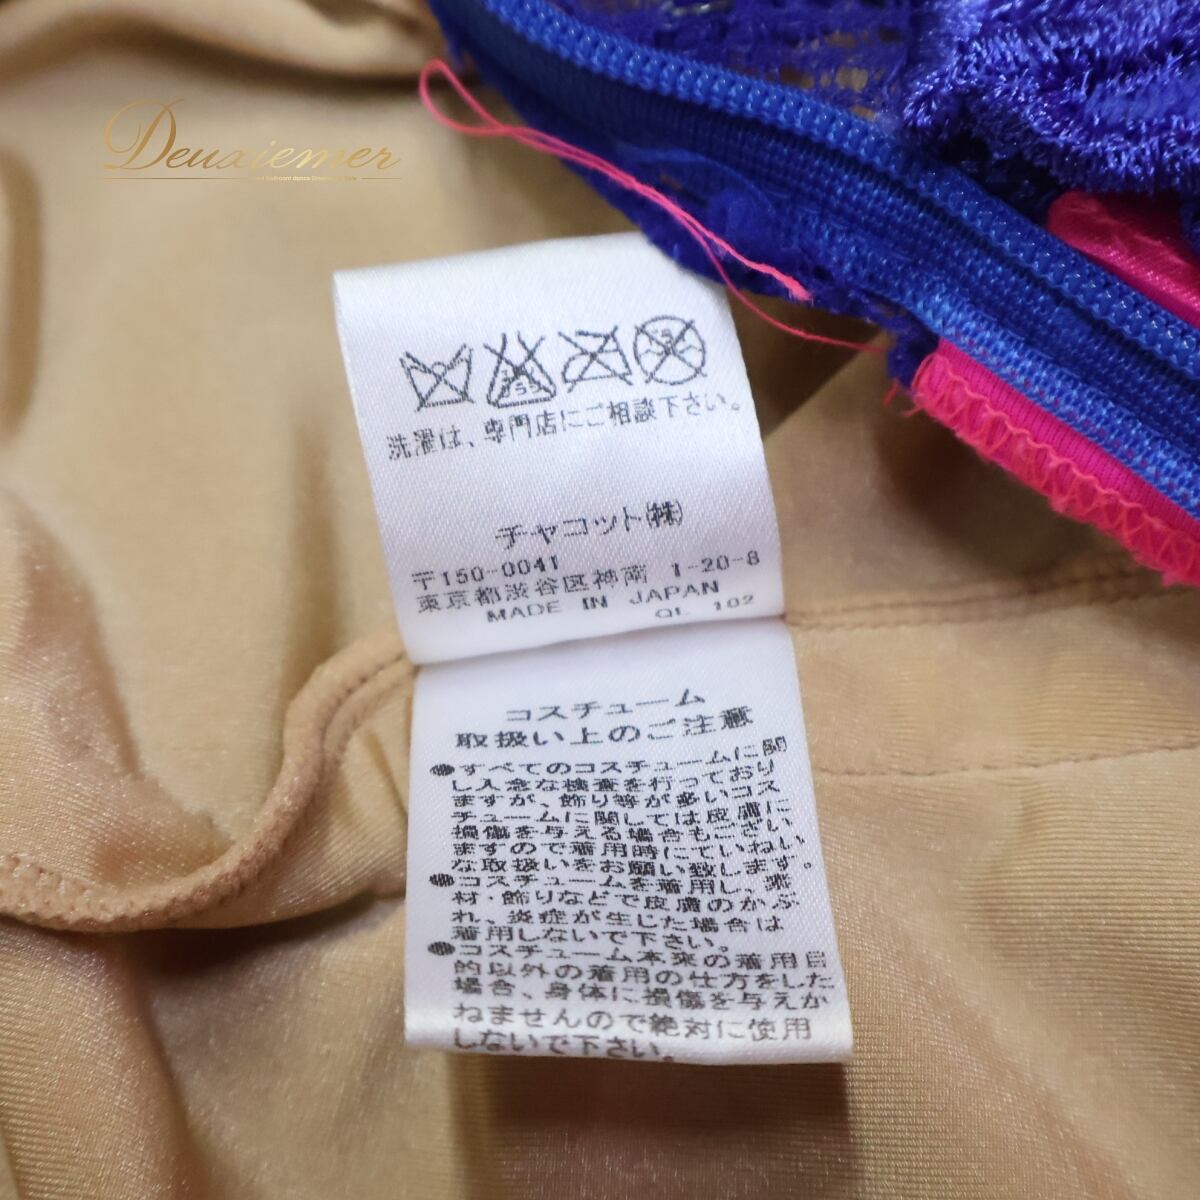 Deuxiemer
洗濯は、専門店にご相談下さい。
チャコット㈱
〒150-0041
東京都渋谷区神南 1-20-8
MADE IN JAPAN
QL 102
コスチューム
取扱い上のご注意
●すべてのコスチュームに関
し入念な検査を行っており
ますが、飾り等が多いコス
チュームに関しては皮膚に
損傷を与える場合もござい
ますので着用時にていねい
な取扱いをお願い致します。
●コスチュームを着用し、素
材・飾りなどで皮膚のかぶ
れ、炎症が生じた場合は
着用しないで下さい。
●コスチューム本来の着用目
的以外の着用の仕方をした
場合、身体に損傷を与えか
ねませんので絶対に使用
しないで下さい。